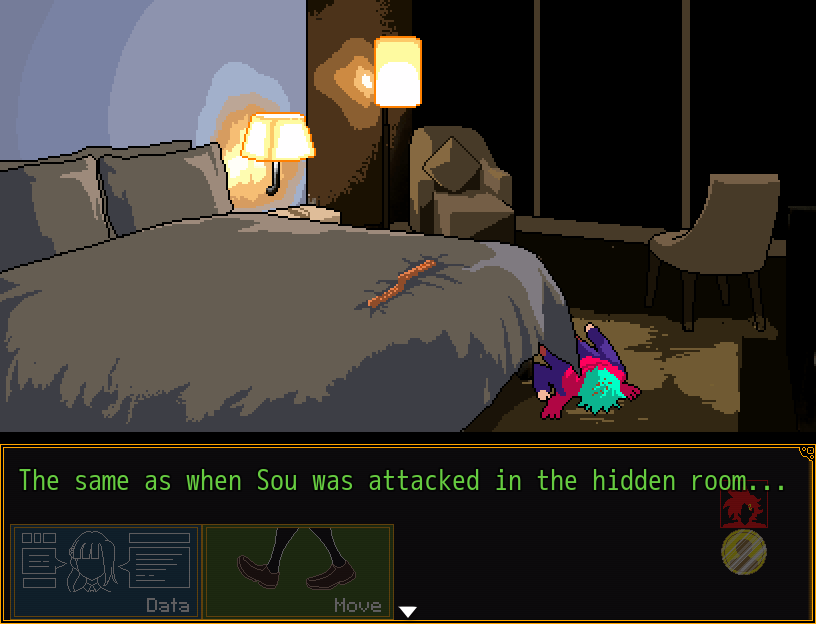 The same as when Sou was attacked in the hidden room...
Data
Move